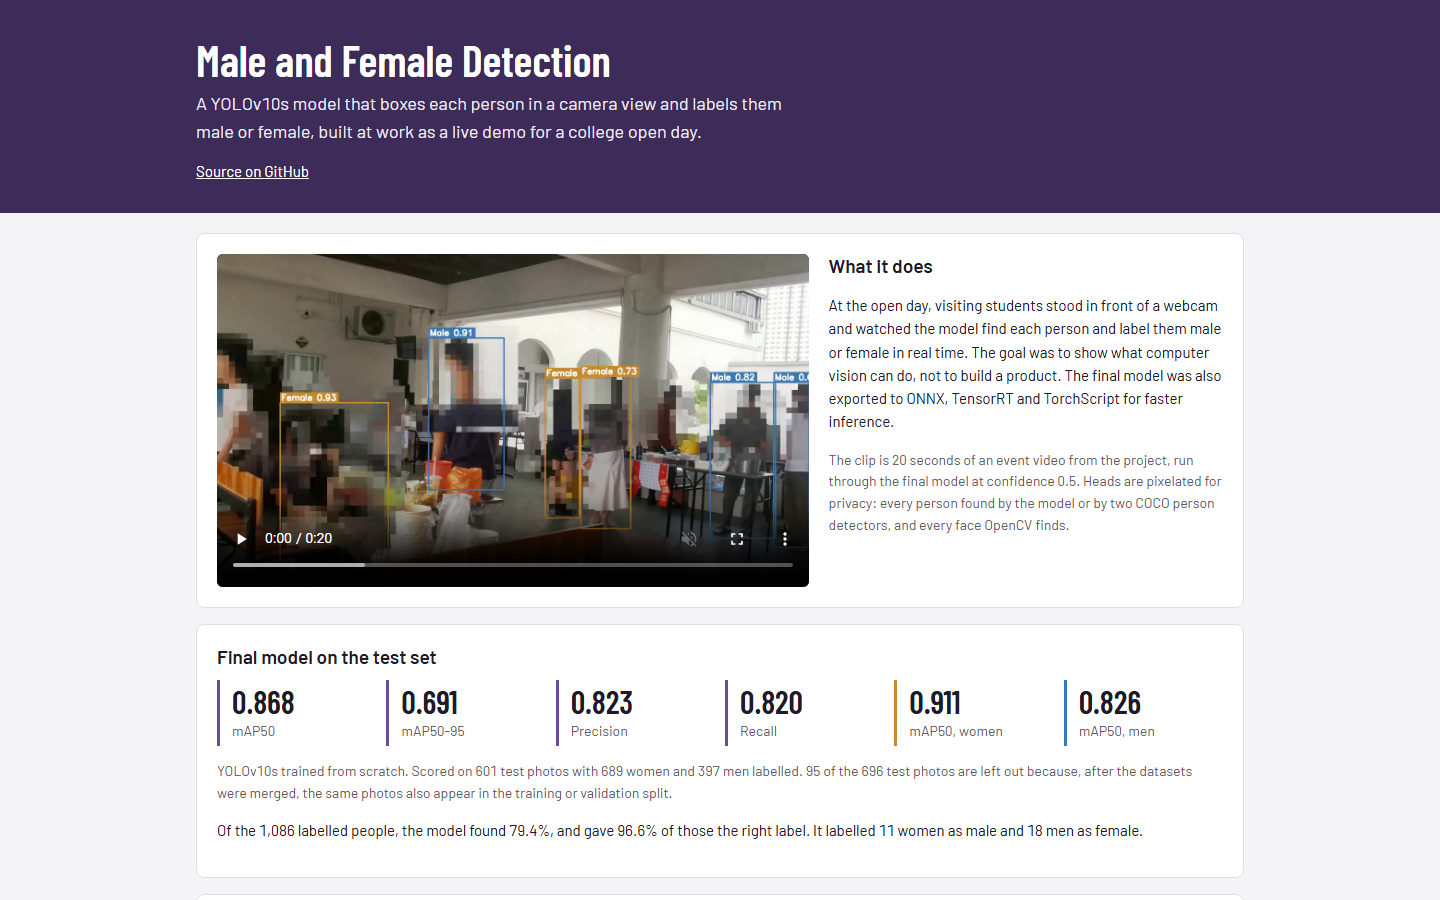 Male and Female Detection
A YOLOv10s model that boxes each person in a camera view and labels them
male or female, built at work as a live demo for a college open day.
Source on GitHub
Male 0.91
Female 0.93
Female
Female 0.73
Male 0.82
Male
0:00 / 0:20
What it does
At the open day, visiting students stood in front of a webcam
and watched the model find each person and label them male
or female in real time. The goal was to show what computer
vision can do, not to build a product. The final model was also
exported to ONNX, TensorRT and TorchScript for faster
inference.
The clip is 20 seconds of an event video from the project, run
through the final model at confidence 0.5. Heads are pixelated for
privacy: every person found by the model or by two COCO person
detectors, and every face OpenCV finds.
Final model on the test set
0.868
mAP50
0.691
mAP50-95
0.823
Precision
0.820
Recall
0.911
mAP50, women
0.826
mAP50, men
YOLOv10s trained from scratch. Scored on 601 test photos with 689 women and 397 men labelled. 95 of the 696 test photos are left out because, after the datasets
were merged, the same photos also appear in the training or validation split.
Of the 1,086 labelled people, the model found 79.4%, and gave 96.6% of those the right label. It labelled 11 women as male and 18 men as female.